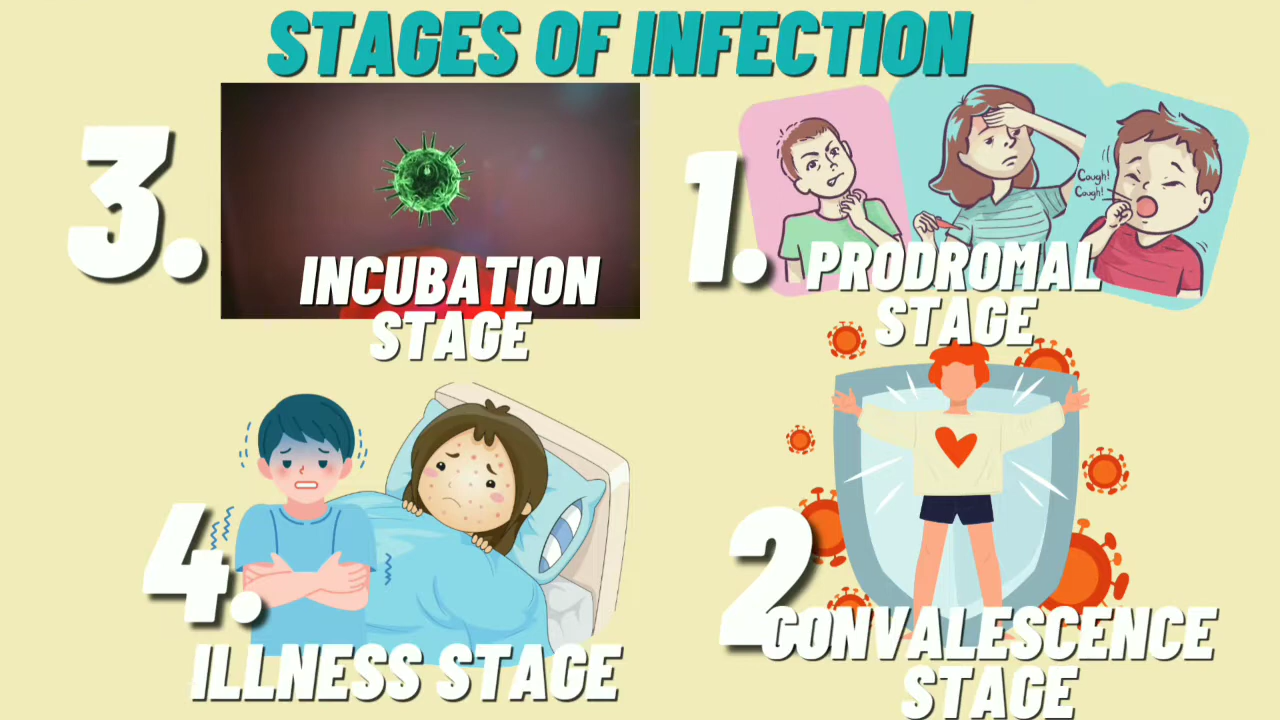 STAGES OF INFECTION
3.
INCUBATION
STAGE
1.
Cough!
Cough!
PRODROMAL
STAGE
4.
ILLNESS STAGE
2
CONVALESCENCE
STAGE